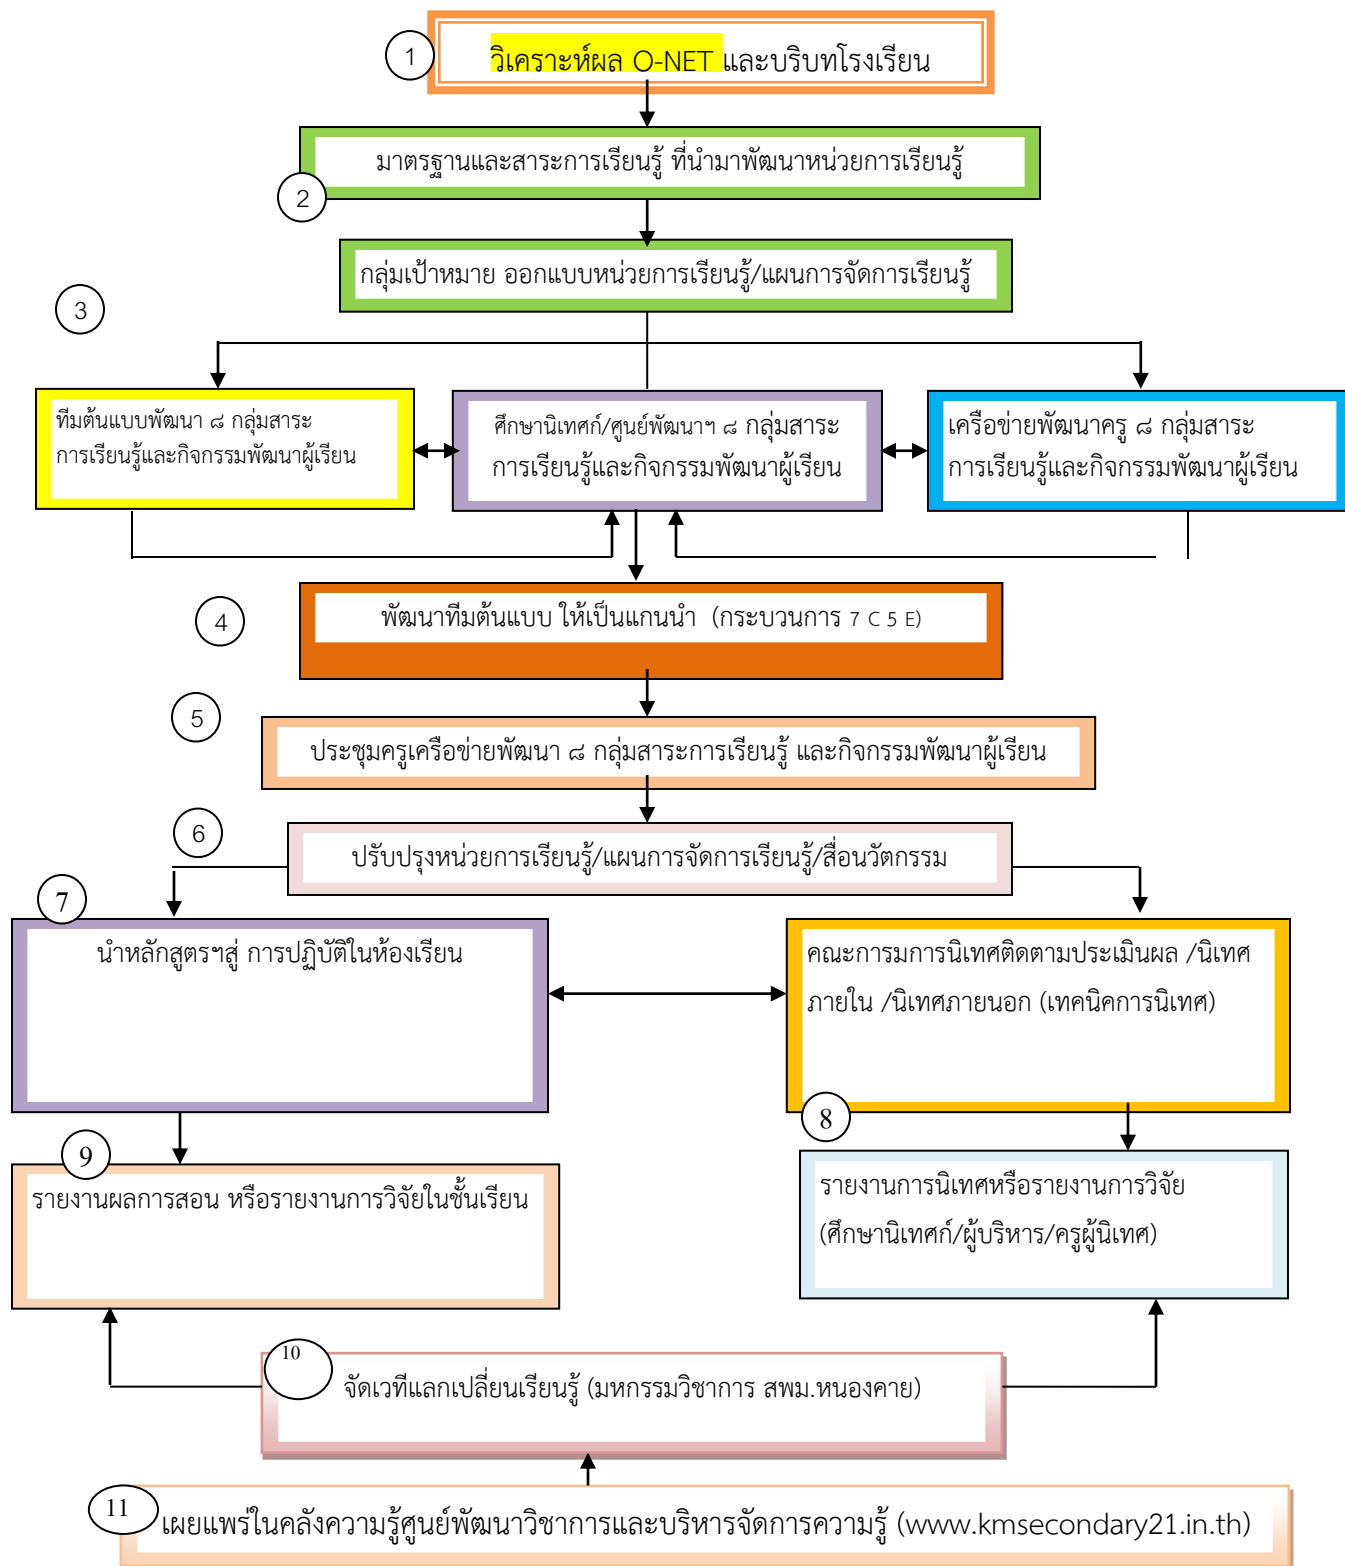 1
วิเคราะห์ผล O-NET และบริบทโรงเรียน
มาตรฐานและสาระการเรียนรู้ ที่นำมาพัฒนาหน่วยการเรียนรู้
2
กลุ่มเป้าหมาย ออกแบบหน่วยการเรียนรู้/แผนการจัดการเรียนรู้
3
ทีมต้นแบบพัฒนา ๘ กลุ่มสาระ
การเรียนรู้และกิจกรรมพัฒนาผู้เรียน
ศึกษานิเทศก์/ศูนย์พัฒนาฯ ๘ กลุ่มสาระ
การเรียนรู้และกิจกรรมพัฒนาผู้เรียน
เครือข่ายพัฒนาครู ๘ กลุ่มสาระ
การเรียนรู้และกิจกรรมพัฒนาผู้เรียน
4
พัฒนาทีมต้นแบบ ให้เป็นแกนนำ (กระบวนการ 7 C 5 E)
5
ประชุมครูเครือข่ายพัฒนา ๘ กลุ่มสาระการเรียนรู้ และกิจกรรมพัฒนาผู้เรียน
6
ปรับปรุงหน่วยการเรียนรู้/แผนการจัดการเรียนรู้/สื่อนวัตกรรม
7
นำหลักสูตรฯสู่ การปฏิบัติในห้องเรียน
คณะการมการนิเทศติดตามประเมินผล /นิเทศ
ภายใน /นิเทศภายนอก (เทคนิคการนิเทศ)
8
9
รายงานผลการสอน หรือรายงานการวิจัยในชั้นเรียน
รายงานการนิเทศหรือรายงานการวิจัย
(ศึกษานิเทศก์/ผู้บริหาร/ครูผู้นิเทศ)
10
จัดเวทีแลกเปลี่ยนเรียนรู้ (มหกรรมวิชาการ สพม.หนองคาย)
11
เผยแพร่ในคลังความรู้ศูนย์พัฒนาวิชาการและบริหารจัดการความรู้ (www.kmsecondary21.in.th)